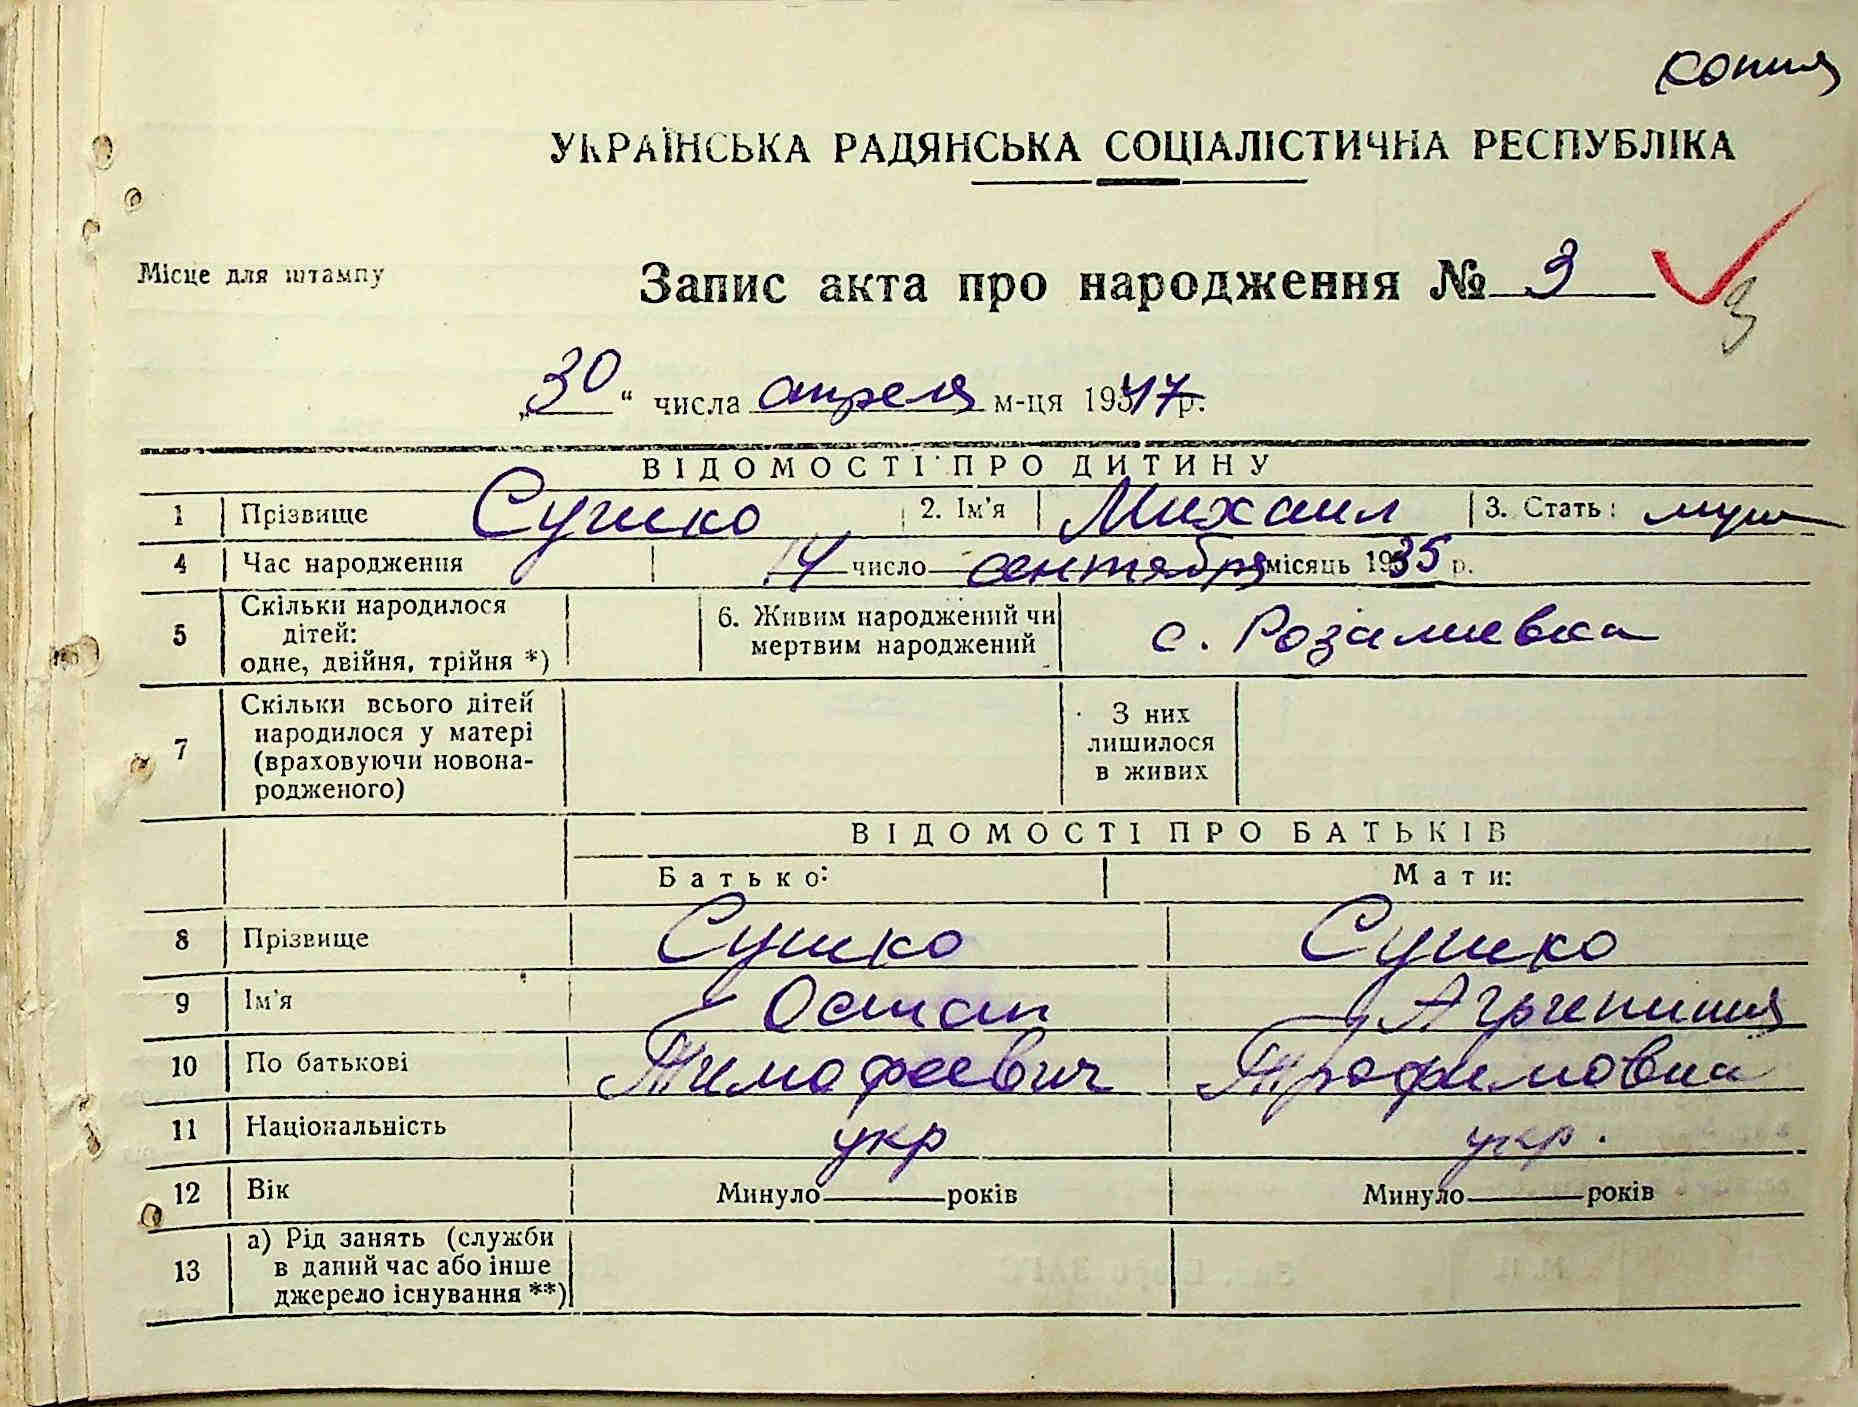 копия
УКРАЇНСЬКА РАДЯНСЬКА СОЦІАЛІСТИЧНА РЕСПУБЛІКА
Місце для штампу
Запис акта про народження № 3
3
„30“ числа апреля м-ця 1947 р.
ВІДОМОСТІ ПРО ДИТИНУ
1 Прізвище Сушко 2. Ім'я Михаил 3. Стать: муж
4 Час народження 14 число сентября місяць 1935 р.
5 Скільки народилося дітей: одне, двійня, трійня *) 6. Живим народжений чи мертвим народжений с. Розалиевка
7 Скільки всього дітей народилося у матері (враховуючи новона-родженого) З них лишилося в живих
ВІДОМОСТІ ПРО БАТЬКІВ
Батько: Мати:
8 Прізвище Сушко Сушко
9 Ім'я Остап Агрепина
10 По батькові Тимофеевич Трофимовна
11 Національність укр укр.
12 Вік Минуло років Минуло років
13 а) Рід занять (служби в даний час або інше джерело існування **)